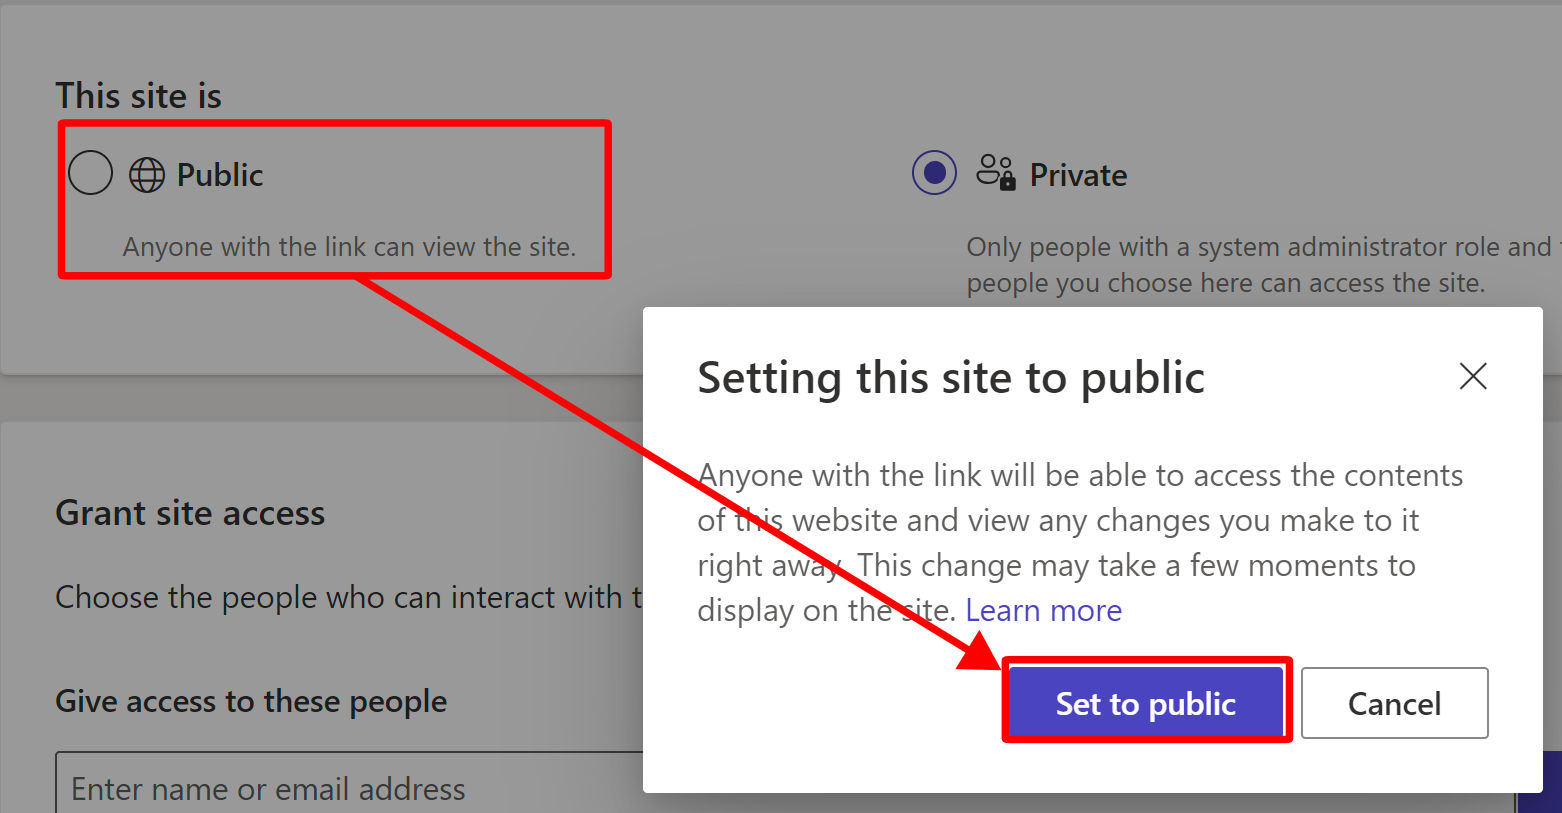 This site is
Public
Anyone with the link can view the site.
Private
Only people with a system administrator role and
people you choose here can access the site.
Setting this site to public
Anyone with the link will be able to access the contents
of this website and view any changes you make to it
right away. This change may take a few moments to
display on the site. Learn more
Set to public
Cancel
Grant site access
Choose the people who can interact with
Give access to these people
Enter name or email address